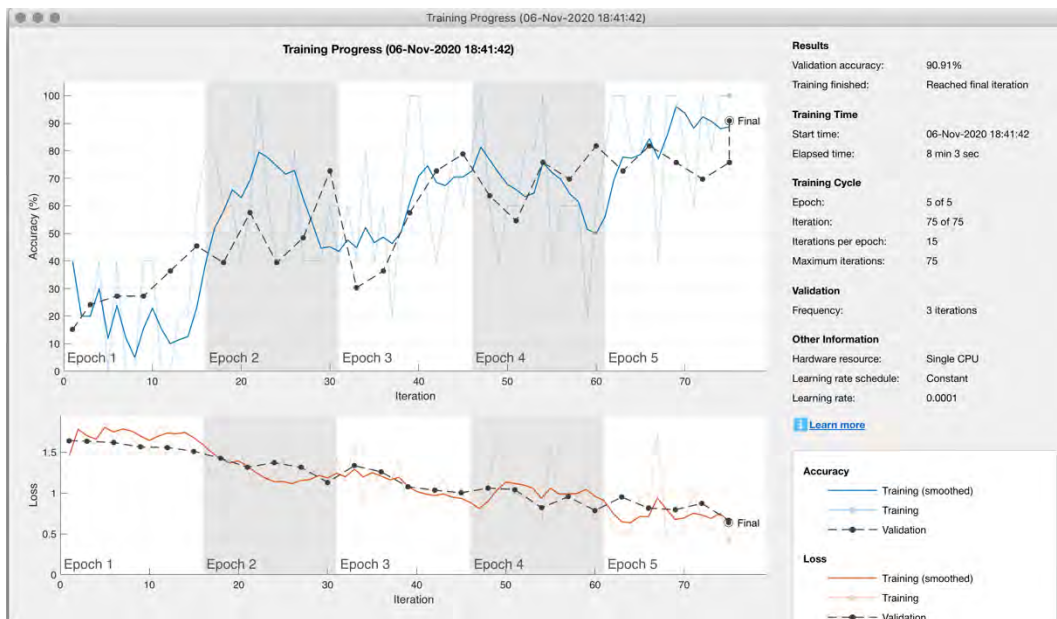 Training Progress (06-Nov-2020 18:41:42)
Training Progress (06-Nov-2020 18:41:42)
Accuracy (%)
100
90
80
70
60
50
40
30
20
10
0
Final
Epoch 1 Epoch 2 Epoch 3 Epoch 4 Epoch 5
0 10 20 30 40 50 60 70
Iteration
Loss
1.5
1
0.5
0
Final
Epoch 1 Epoch 2 Epoch 3 Epoch 4 Epoch 5
0 10 20 30 40 50 60 70
Iteration
Results
Validation accuracy: 90.91%
Training finished: Reached final iteration
Training Time
Start time: 06-Nov-2020 18:41:42
Elapsed time: 8 min 3 sec
Training Cycle
Epoch: 5 of 5
Iteration: 75 of 75
Iterations per epoch: 15
Maximum iterations: 75
Validation
Frequency: 3 iterations
Other Information
Hardware resource: Single CPU
Learning rate schedule: Constant
Learning rate: 0.0001
i Learn more
Accuracy
Training (smoothed)
Training
Validation
Loss
Training (smoothed)
Training
Validation